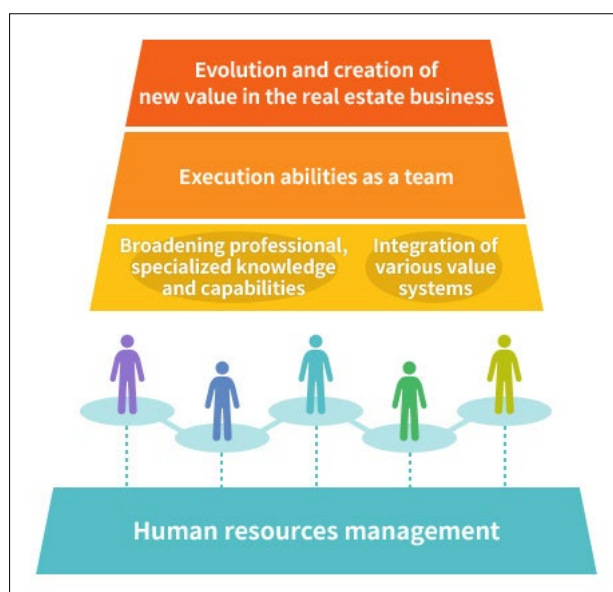 Evolution and creation of
new value in the real estate business
Execution abilities as a team
Broadening professional,
specialized knowledge
and capabilities
Integration of
various value
systems
Human resources management